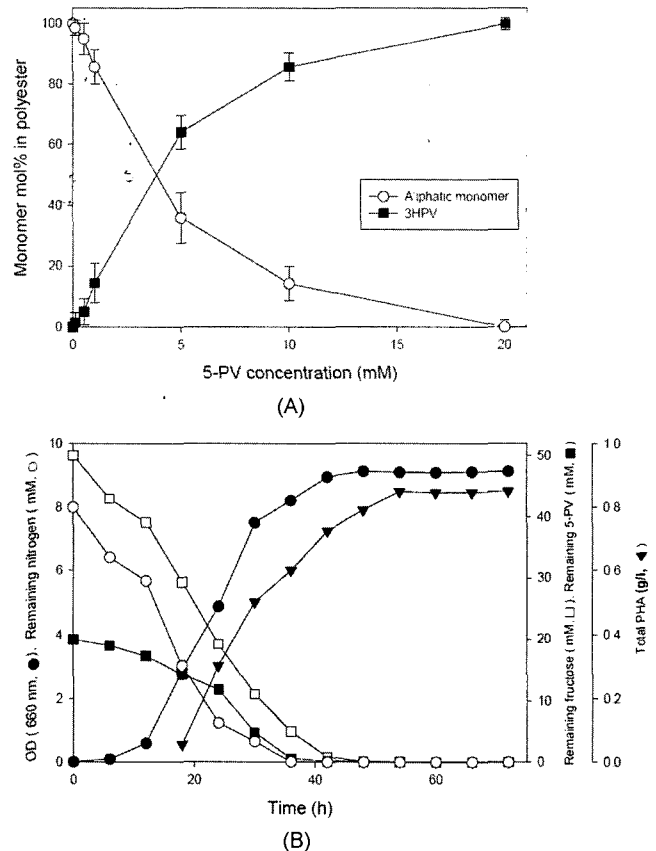 Monomer mol% in polyester
100
80
60
40
20
0
Aliphatic monomer
3HPV
0 5 10 15 20
5-PV concentration (mM)
(A)
OD (660 nm, ●). Remaining nitrogen (mM, ○)
10
8
6
4
2
0
50
40
30
20
10
0
1.0
0.8
0.6
0.4
0.2
0.0
Remaining fructose (mM, □). Remaining 5-PV (mM, ■)
Total PHA (g/l, ▼)
0 20 40 60
Time (h)
(B)